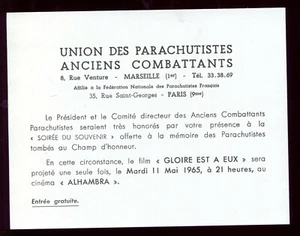 UNION DES PARACHUTISTES
ANCIENS COMBATTANTS
8, Rue Venture - MARSEILLE (1er) - Tél. 33.38.69
Affilié à la Fédération Nationale des Parachutistes Français
35, Rue Saint-Georges - PARIS (9me)
Le Président et le Comité directeur des Anciens Combattants
Parachutistes seraient très honorés par votre présence à la
« SOIRÉE DU SOUVENIR » offerte à la mémoire des Parachutistes
tombés au Champ d'honneur.
En cette circonstance, le film « GLOIRE EST A EUX » sera
projeté une seule fois, le Mardi 11 Mai 1965, à 21 heures, au
cinéma « ALHAMBRA ».
Entrée gratuite.